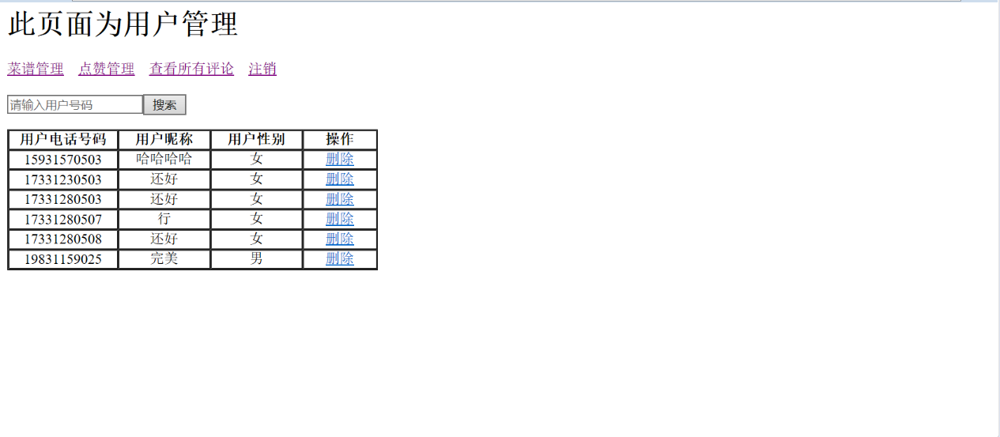 此页面为用户管理
菜谱管理 点赞管理 查看所有评论 注销
请输入用户号码 搜索
用户电话号码 用户昵称 用户性别 操作
15931570503 哈哈哈哈 女 删除
17331230503 还好 女 删除
17331280503 还好 女 删除
17331280507 行 女 删除
17331280508 还好 女 删除
19831159025 完美 男 删除